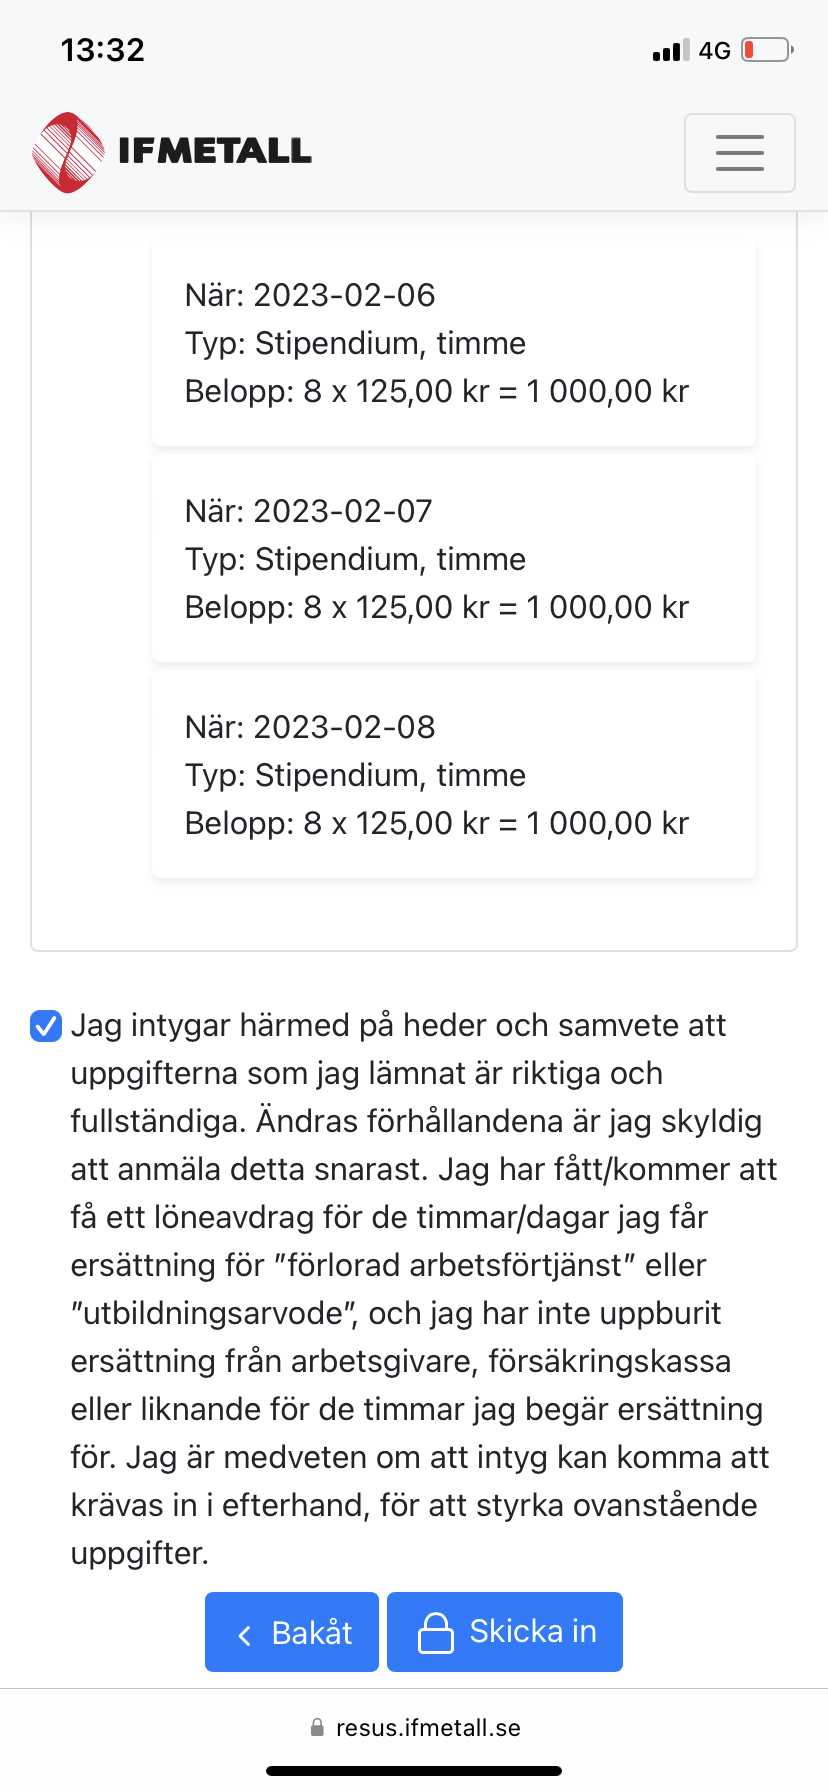 13:32
4G
IFMETALL
När: 2023-02-06
Typ: Stipendium, timme
Belopp: 8 x 125,00 kr = 1 000,00 kr
När: 2023-02-07
Typ: Stipendium, timme
Belopp: 8 x 125,00 kr = 1 000,00 kr
När: 2023-02-08
Typ: Stipendium, timme
Belopp: 8 x 125,00 kr = 1 000,00 kr
Jag intygar härmed på heder och samvete att
uppgifterna som jag lämnat är riktiga och
fullständiga. Ändras förhållandena är jag skyldig
att anmäla detta snarast. Jag har fått/kommer att
få ett löneavdrag för de timmar/dagar jag får
ersättning för ”förlorad arbetsförtjänst” eller
”utbildningsarvode”, och jag har inte uppburit
ersättning från arbetsgivare, försäkringskassa
eller liknande för de timmar jag begär ersättning
för. Jag är medveten om att intyg kan komma att
krävas in i efterhand, för att styrka ovanstående
uppgifter.
Bakåt
Skicka in
resus.ifmetall.se